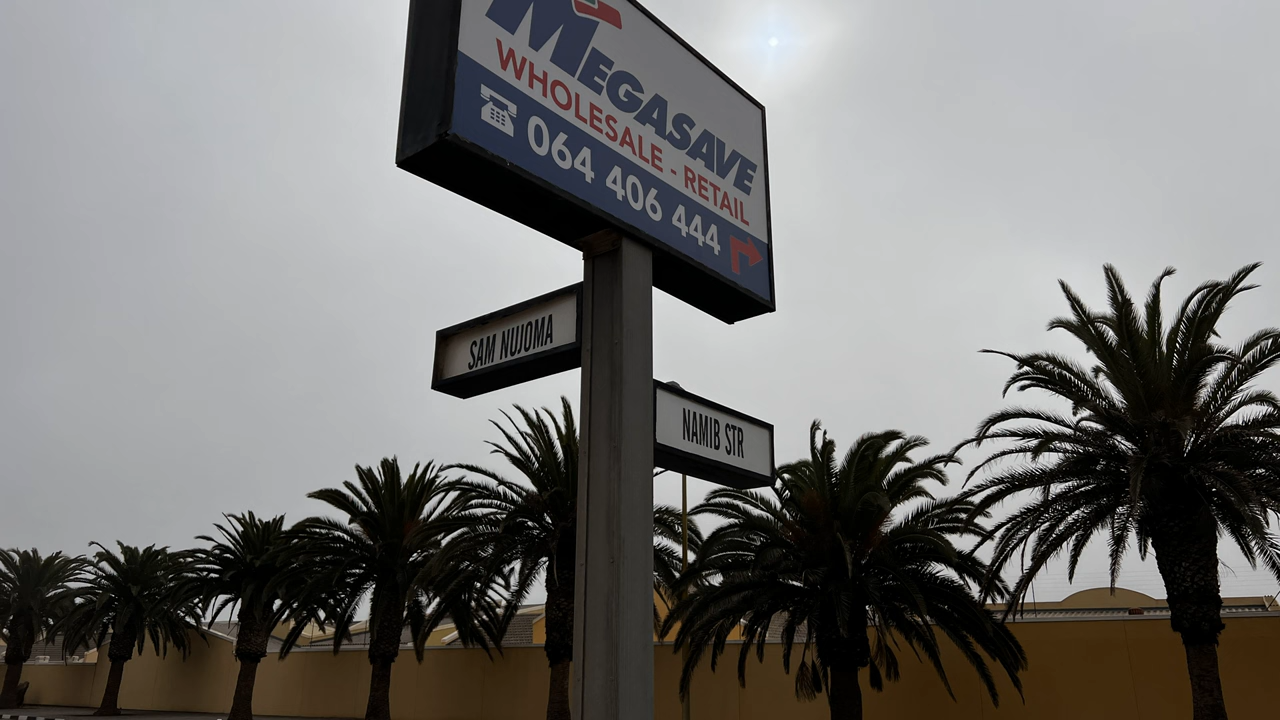 MEGASAVE
WHOLESALE - RETAIL
064 406 444
SAM NUJOMA
NAMIB STR